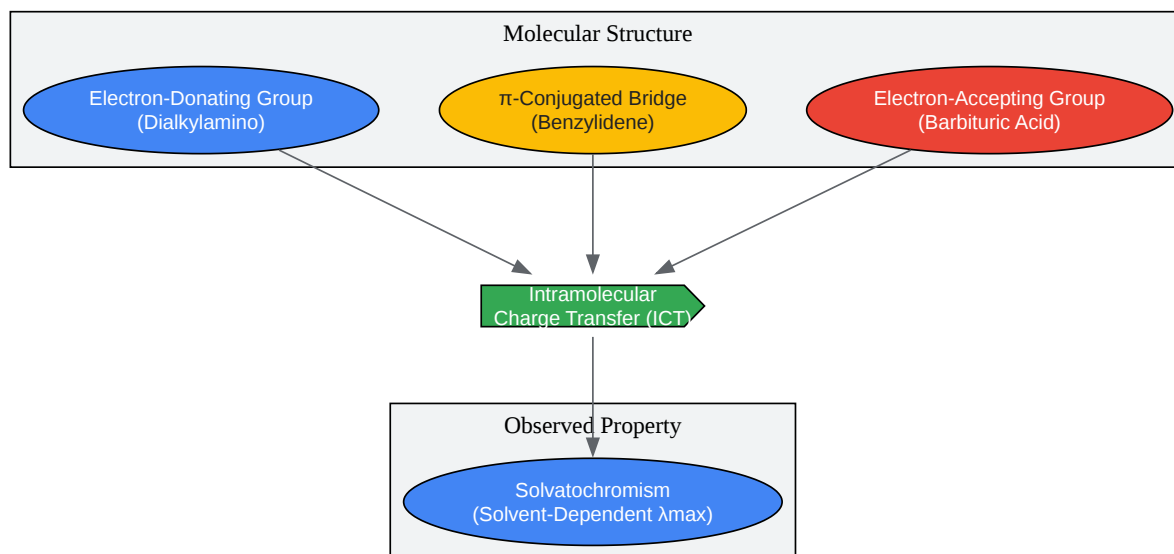 Molecular Structure
Electron-Donating Group
(Dialkylamino)
π-Conjugated Bridge
(Benzylidene)
Electron-Accepting Group
(Barbituric Acid)
Intramolecular
Charge Transfer (ICT)
Observed Property
Solvatochromism
(Solvent-Dependent λmax)